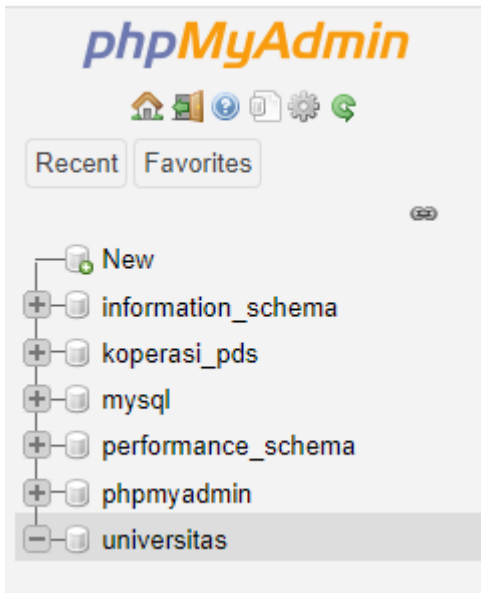 phpMyAdmin
Recent Favorites
New
information_schema
koperasi_pds
mysql
performance_schema
phpmyadmin
universitas